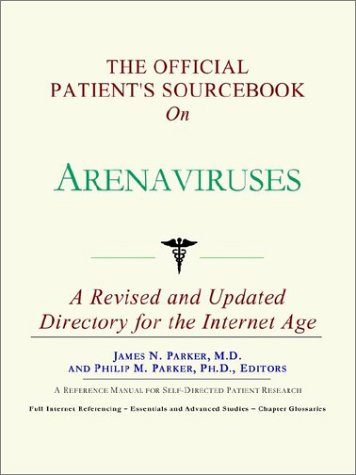 THE OFFICIAL
PATIENT'S SOURCEBOOK
On
ARENAVIRUSES
A Revised and Updated
Directory for the Internet Age
JAMES N. PARKER, M.D.
AND PHILIP M. PARKER, PH.D., EDITORS
A REFERENCE MANUAL FOR SELF-DIRECTED PATIENT RESEARCH
Full Internet Referencing – Essentials and Advanced Studies – Chapter Glossaries